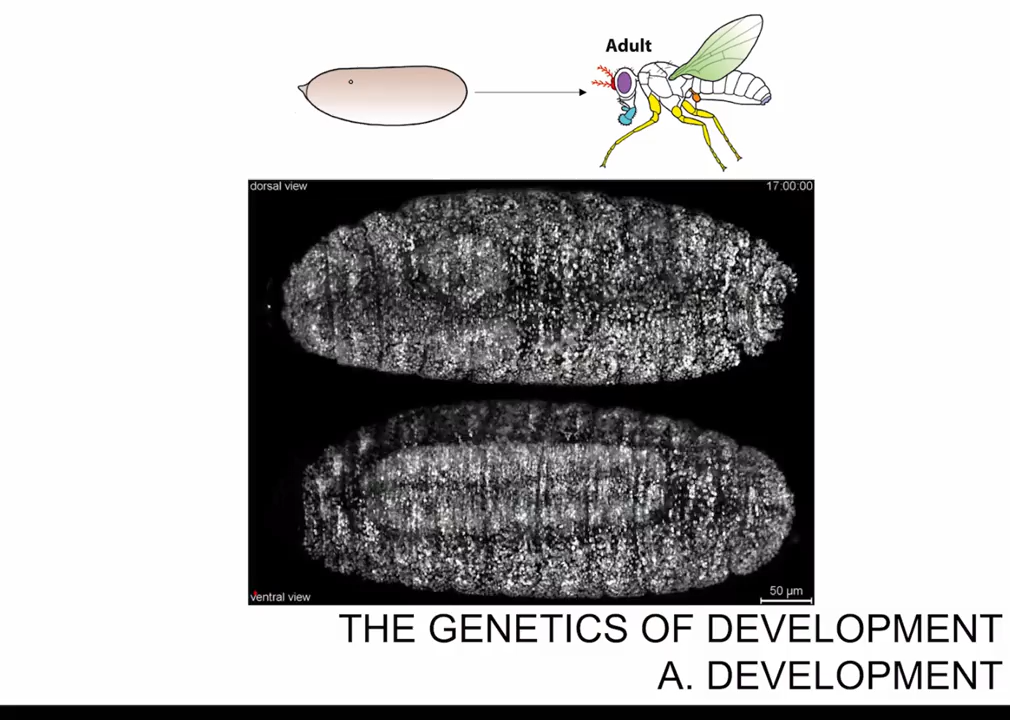 Adult
dorsal view
17:00:00
ventral view
50 µm
THE GENETICS OF DEVELOPMENT
A. DEVELOPMENT